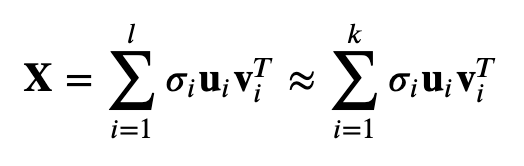 𝐗 = ∑_{i=1}^{l} σ_i 𝐮_i 𝐯_i^T ≈ ∑_{i=1}^{k} σ_i 𝐮_i 𝐯_i^T